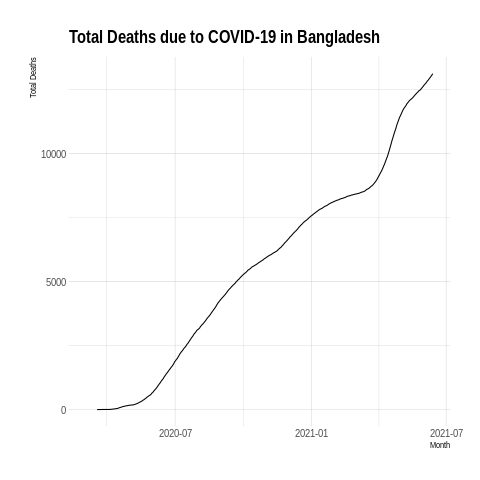 Total Deaths due to COVID-19 in Bangladesh
Total Deaths
10000
5000
0
2020-07
2021-01
2021-07
Month